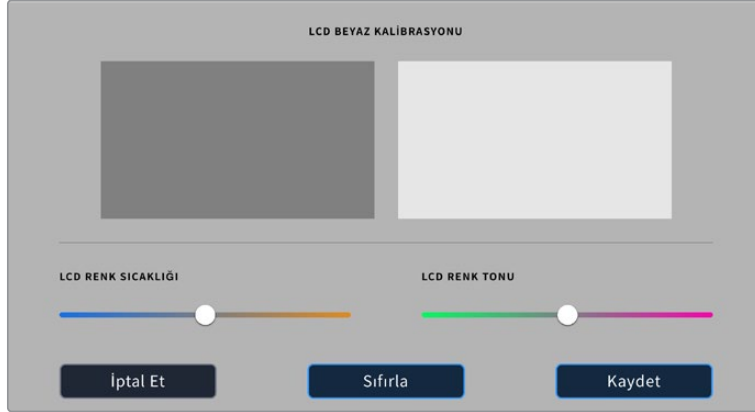 LCD BEYAZ KALİBRASYONU
LCD RENK SICAKLIĞI
LCD RENK TONU
İptal Et
Sıfırla
Kaydet